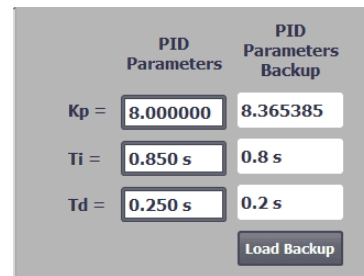 PID Parameters
PID Parameters Backup
Kp = 8.000000 8.365385
Ti = 0.850 s 0.8 s
Td = 0.250 s 0.2 s
Load Backup